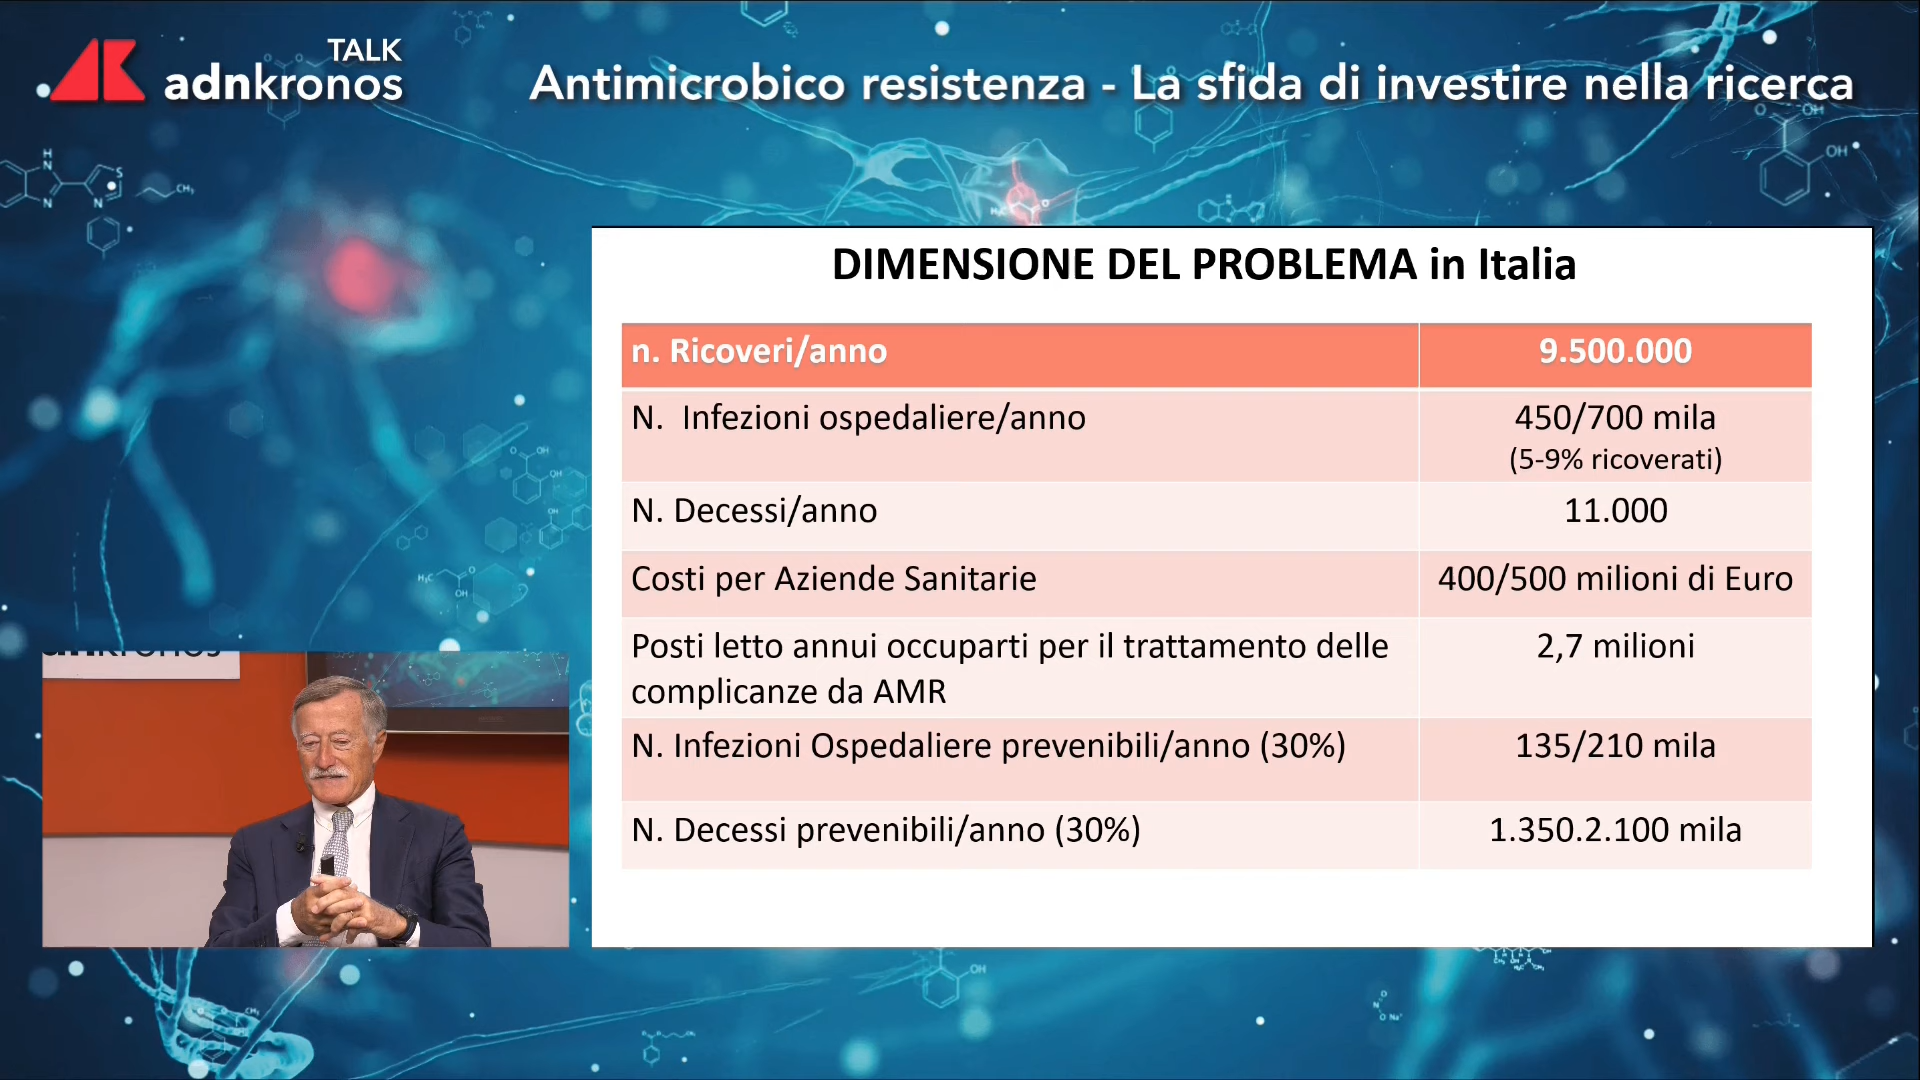 TALK
adnkronos
Antimicrobico resistenza - La sfida di investire nella ricerca
DIMENSIONE DEL PROBLEMA in Italia
n. Ricoveri/anno
9.500.000
N. Infezioni ospedaliere/anno
450/700 mila
(5-9% ricoverati)
N. Decessi/anno
11.000
Costi per Aziende Sanitarie
400/500 milioni di Euro
Posti letto annui occuparti per il trattamento delle
complicanze da AMR
2,7 milioni
N. Infezioni Ospedaliere prevenibili/anno (30%)
135/210 mila
N. Decessi prevenibili/anno (30%)
1.350.2.100 mila